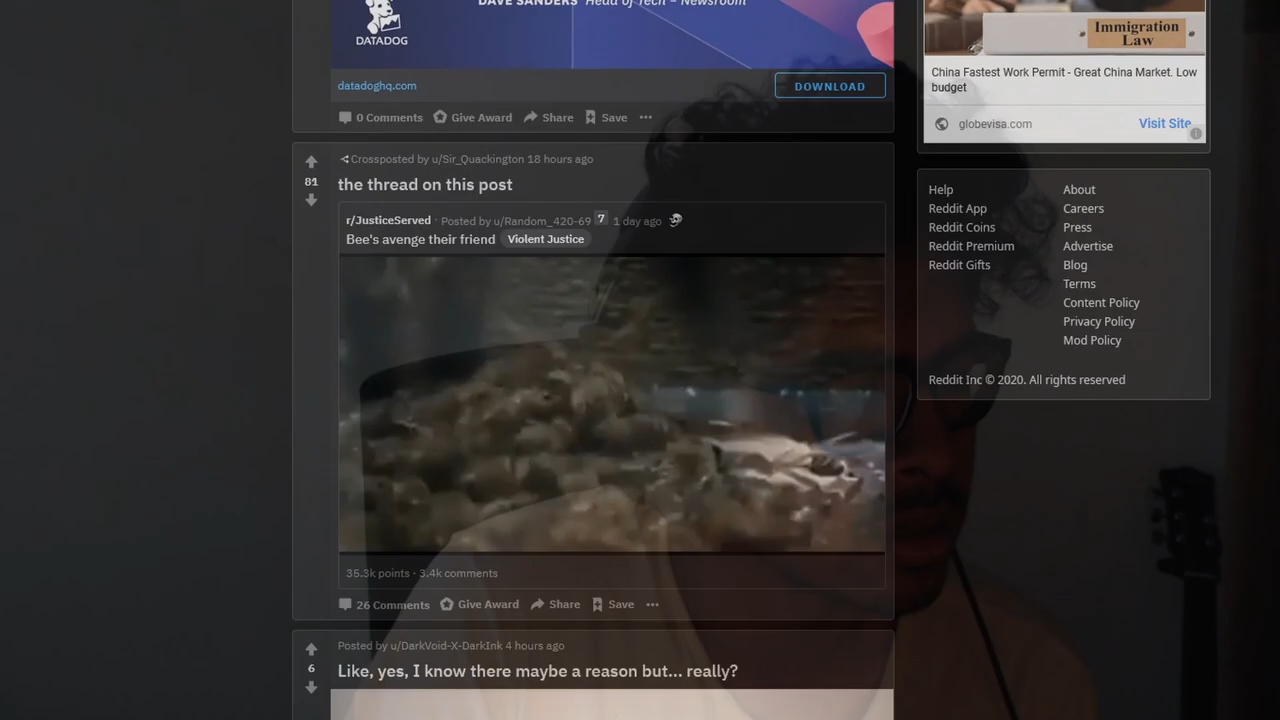 DAVE SANDERS Head of Tech – Newsroom
DATADOG
datadoghq.com
DOWNLOAD
0 Comments Give Award Share Save
Crossposted by u/Sir_Quackington 18 hours ago
81
the thread on this post
r/JusticeServed · Posted by u/Random_420-69 7 1 day ago
Bee's avenge their friend Violent Justice
35.3k points · 3.4k comments
26 Comments Give Award Share Save
Posted by u/DarkVoid-X-DarkInk 4 hours ago
6
Like, yes, I know there maybe a reason but... really?
Immigration
Law
China Fastest Work Permit - Great China Market. Low
budget
globevisa.com
Visit Site
Help
Reddit App
Reddit Coins
Reddit Premium
Reddit Gifts
About
Careers
Press
Advertise
Blog
Terms
Content Policy
Privacy Policy
Mod Policy
Reddit Inc © 2020. All rights reserved